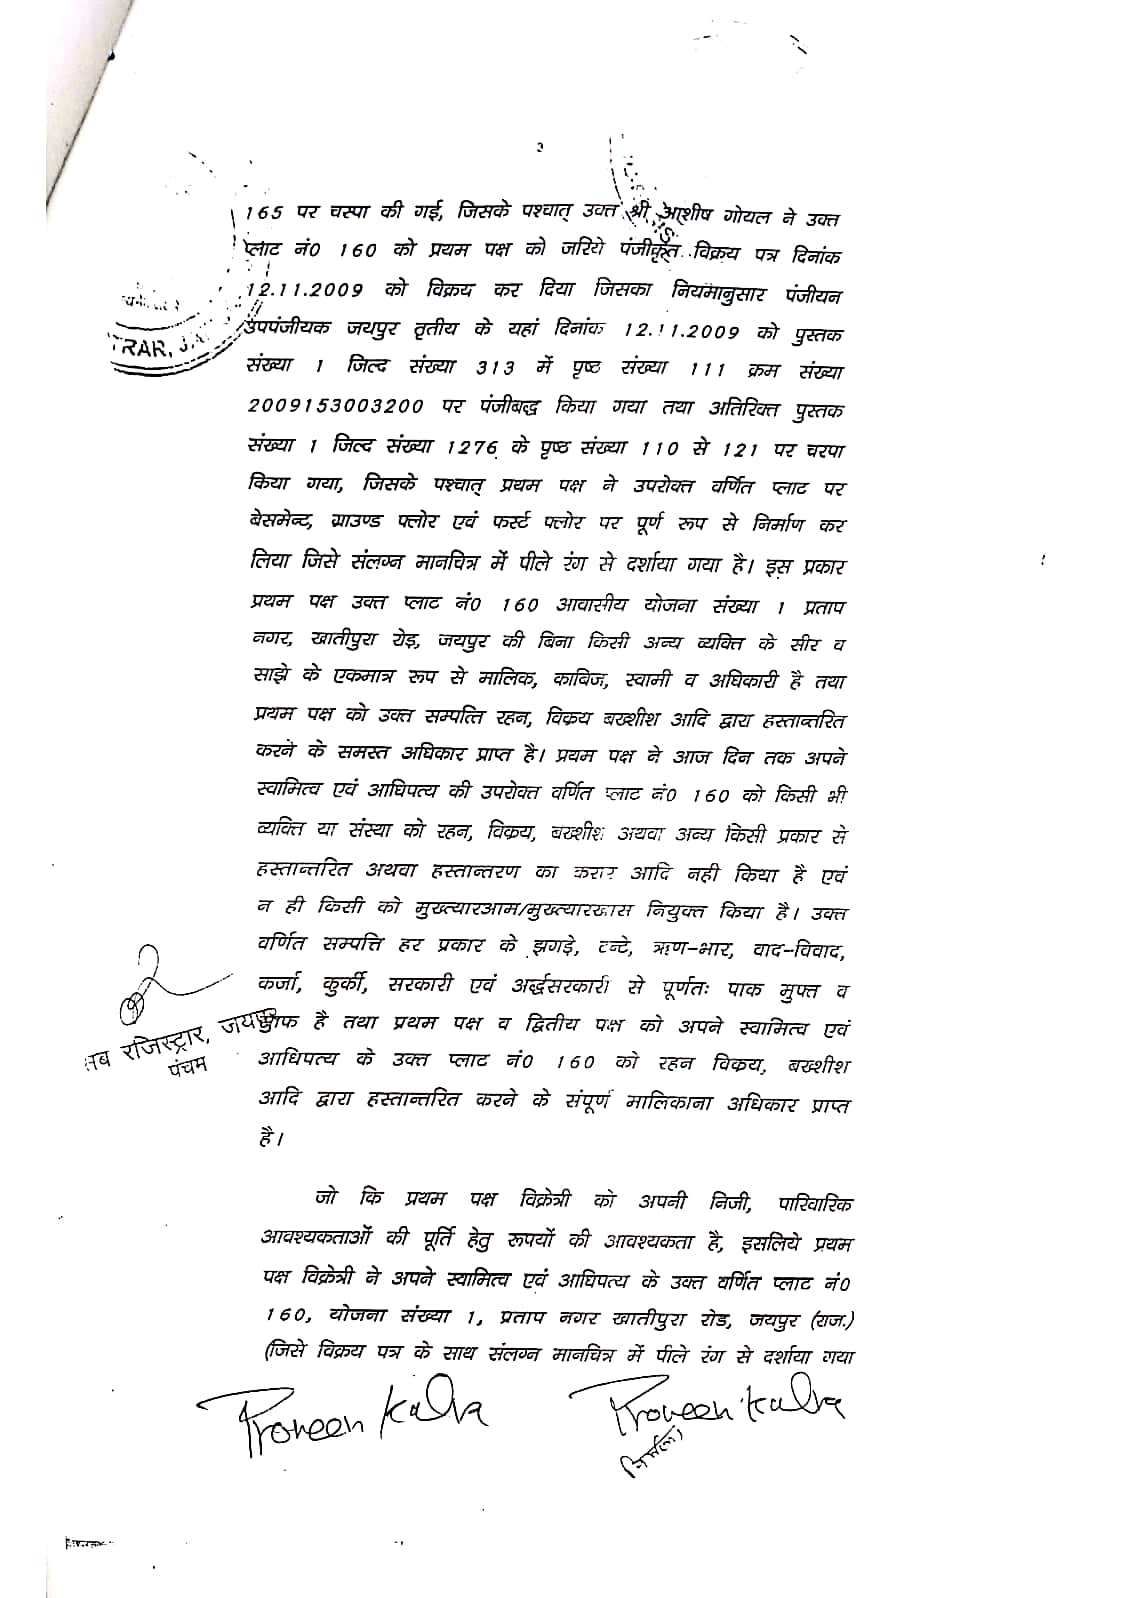 3
165 पर चस्पा की गई, जिसके पश्चात् उक्त श्री आशीष गोयल ने उक्त
प्लाट नं0 160 को प्रथम पक्ष को जरिये पंजीकृत विक्रय पत्र दिनांक
12.11.2009 को विक्रय कर दिया जिसका नियमानुसार पंजीयन
उपपंजीयक जयपुर तृतीय के यहां दिनांक 12.11.2009 को पुस्तक
संख्या 1 जिल्द संख्या 313 में पृष्ठ संख्या 111 क्रम संख्या
2009153003200 पर पंजीबद्ध किया गया तथा अतिरिक्त पुस्तक
संख्या 1 जिल्द संख्या 1276 के पृष्ठ संख्या 110 से 121 पर चस्पा
किया गया, जिसके पश्चात् प्रथम पक्ष ने उपरोक्त वर्णित प्लाट पर
बेसमेन्ट, ग्राउण्ड फ्लोर एवं फर्स्ट फ्लोर पर पूर्ण रूप से निर्माण कर
लिया जिसे संलग्न मानचित्र में पीले रंग से दर्शाया गया है। इस प्रकार
प्रथम पक्ष उक्त प्लाट नं0 160 आवासीय योजना संख्या 1 प्रताप
नगर, खातीपुरा रोड़, जयपुर की बिना किसी अन्य व्यक्ति के सीर व
साझे के एकमात्र रूप से मालिक, काबिज, स्वामी व अधिकारी है तथा
प्रथम पक्ष को उक्त सम्पत्ति रहन, विक्रय बख्शीश आदि द्वारा हस्तान्तरित
करने के समस्त अधिकार प्राप्त है। प्रथम पक्ष ने आज दिन तक अपने
स्वामित्व एवं आधिपत्य की उपरोक्त वर्णित प्लाट नं0 160 को किसी भी
व्यक्ति या संस्था को रहन, विक्रय, बख्शीश अथवा अन्य किसी प्रकार से
हस्तान्तरित अथवा हस्तान्तरण का करार आदि नही किया है एवं
न ही किसी को मुख्त्यारआम/मुख्त्यारखास नियुक्त किया है। उक्त
वर्णित सम्पत्ति हर प्रकार के झगड़े, टन्टे, ऋण-भार, वाद-विवाद,
कर्जा, कुर्की, सरकारी एवं अर्द्धसरकारी से पूर्णतः पाक मुफ्त व
साफ है तथा प्रथम पक्ष व द्वितीय पक्ष को अपने स्वामित्व एवं
आधिपत्य के उक्त प्लाट नं0 160 को रहन विक्रय, बख्शीश
आदि द्वारा हस्तान्तरित करने के संपूर्ण मालिकाना अधिकार प्राप्त
है।
जो कि प्रथम पक्ष विक्रेत्री को अपनी निजी, पारिवारिक
आवश्यकताओं की पूर्ति हेतु रूपयों की आवश्यकता है, इसलिये प्रथम
पक्ष विक्रेत्री ने अपने स्वामित्व एवं आधिपत्य के उक्त वर्णित प्लाट नं0
160, योजना संख्या 1, प्रताप नगर खातीपुरा रोड, जयपुर (राज.)
(जिसे विक्रय पत्र के साथ संलग्न मानचित्र में पीले रंग से दर्शाया गया
TRAR, JA
सब रजिस्ट्रार, जयपुर
पंचम
Praveen Kalra
Praveen Kalra